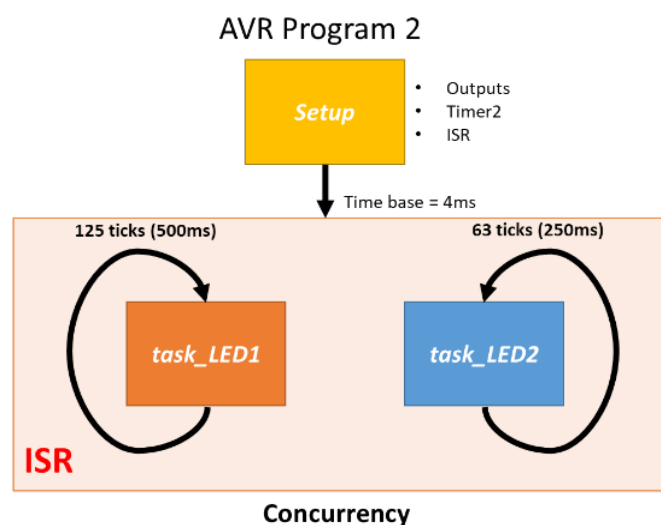 AVR Program 2
Setup
• Outputs
• Timer2
• ISR
Time base = 4ms
125 ticks (500ms)
63 ticks (250ms)
task_LED1
task_LED2
ISR
Concurrency